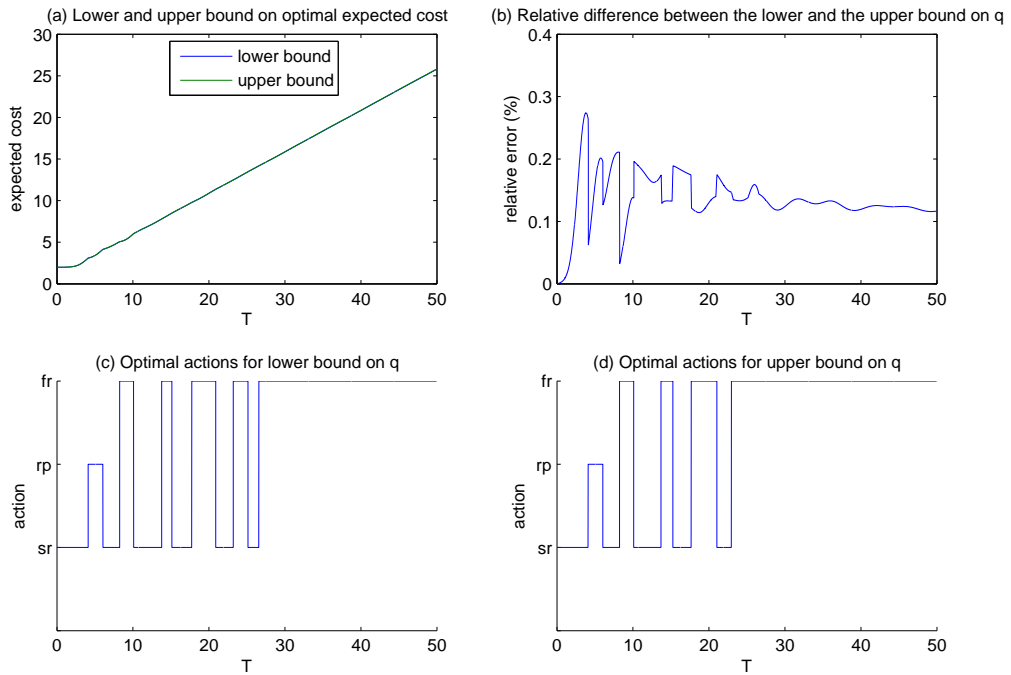 (a) Lower and upper bound on optimal expected cost
30
25
20
15
10
5
0
expected cost
lower bound
upper bound
0 10 20 30 40 50
T
(b) Relative difference between the lower and the upper bound on q
0.4
0.3
0.2
0.1
0
relative error (%)
0 10 20 30 40 50
T
(c) Optimal actions for lower bound on q
fr
rp
sr
action
0 10 20 30 40 50
T
(d) Optimal actions for upper bound on q
fr
rp
sr
action
0 10 20 30 40 50
T